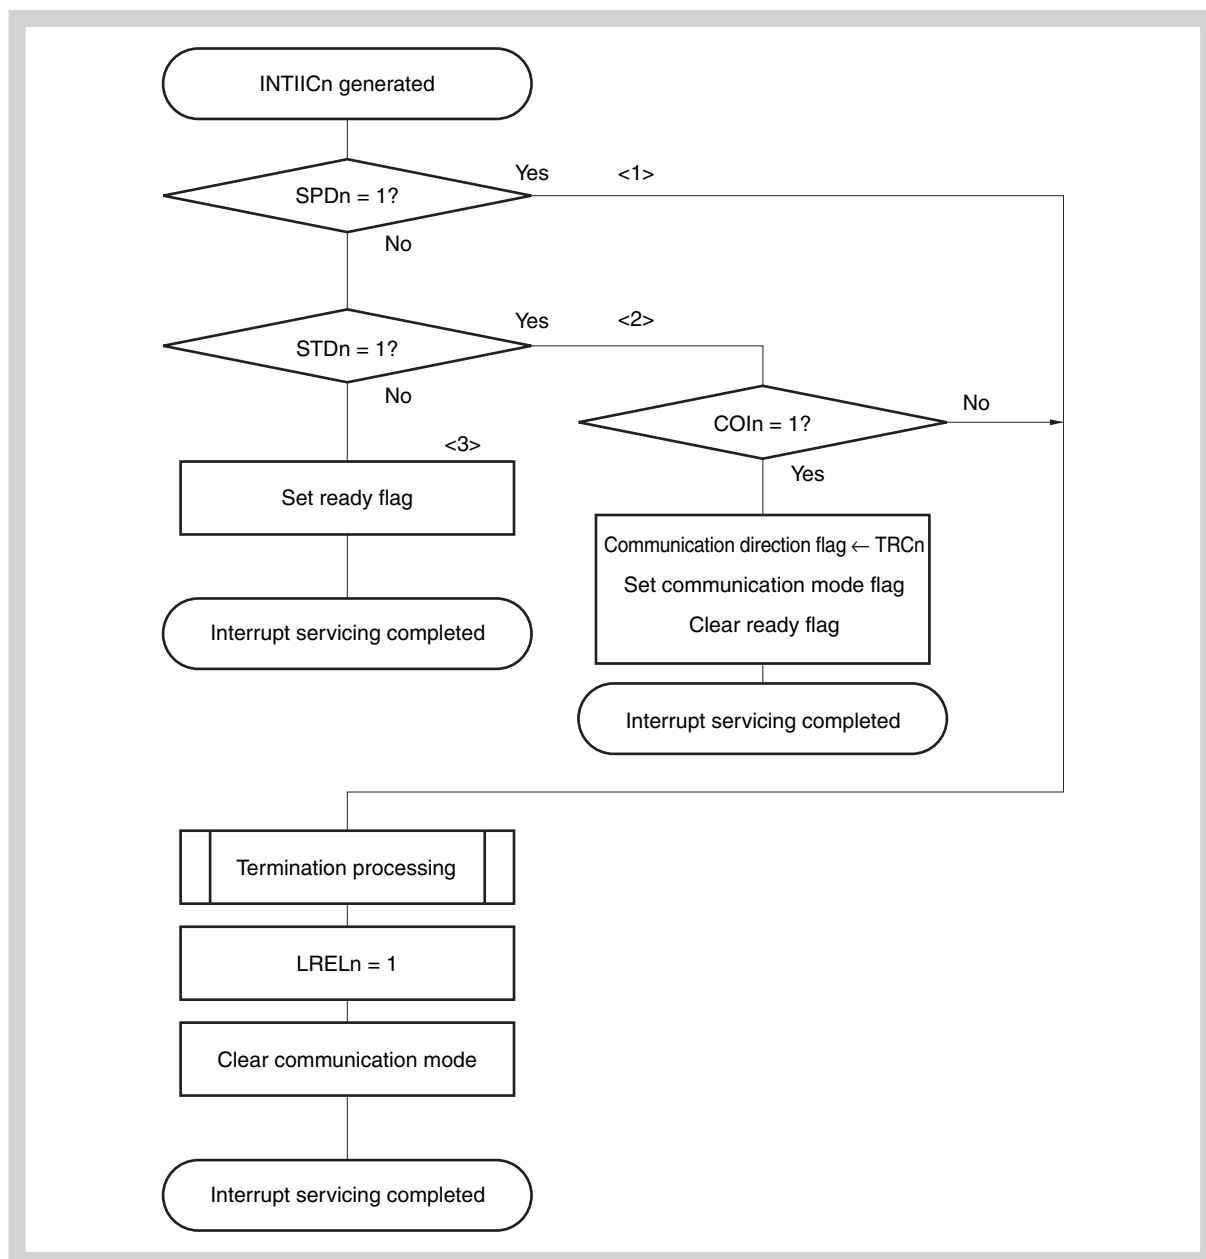 INTIICn generated
Yes <1>
SPDn = 1?
No
Yes <2>
STDn = 1?
No
COIn = 1?
No
Yes
<3>
Set ready flag
Interrupt servicing completed
Communication direction flag ← TRCn
Set communication mode flag
Clear ready flag
Interrupt servicing completed
Termination processing
LRELn = 1
Clear communication mode
Interrupt servicing completed